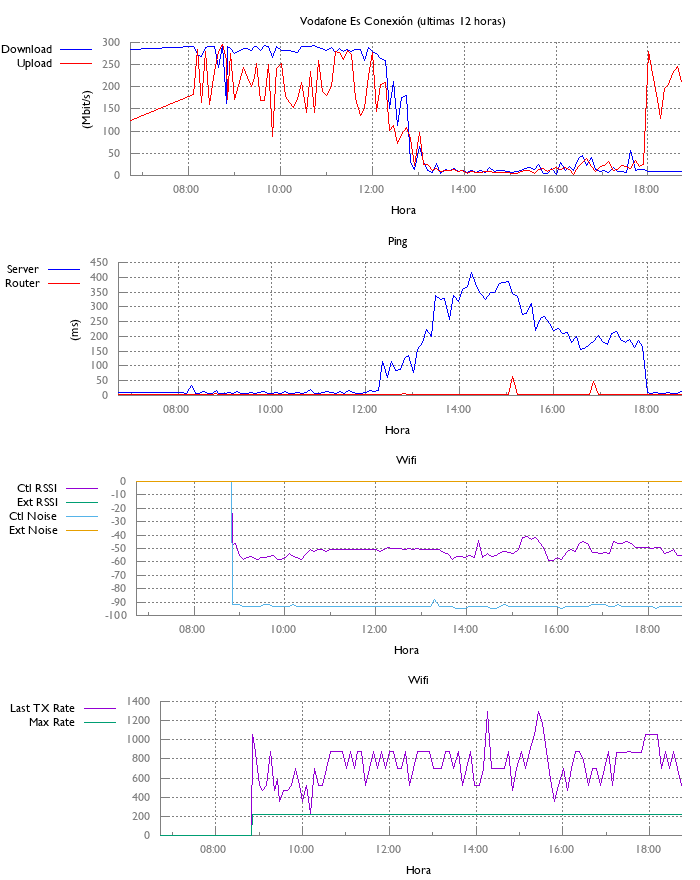 Vodafone Es Conexión (ultimas 12 horas)
Download
Upload
(Mbit/s)
300
250
200
150
100
50
0
08:00 10:00 12:00 14:00 16:00 18:00
Hora
Ping
Server
Router
(ms)
450
400
350
300
250
200
150
100
50
0
08:00 10:00 12:00 14:00 16:00 18:00
Hora
Wifi
Ctl RSSI
Ext RSSI
Ctl Noise
Ext Noise
0
-10
-20
-30
-40
-50
-60
-70
-80
-90
-100
08:00 10:00 12:00 14:00 16:00 18:00
Hora
Wifi
Last TX Rate
Max Rate
1400
1200
1000
800
600
400
200
0
08:00 10:00 12:00 14:00 16:00 18:00
Hora